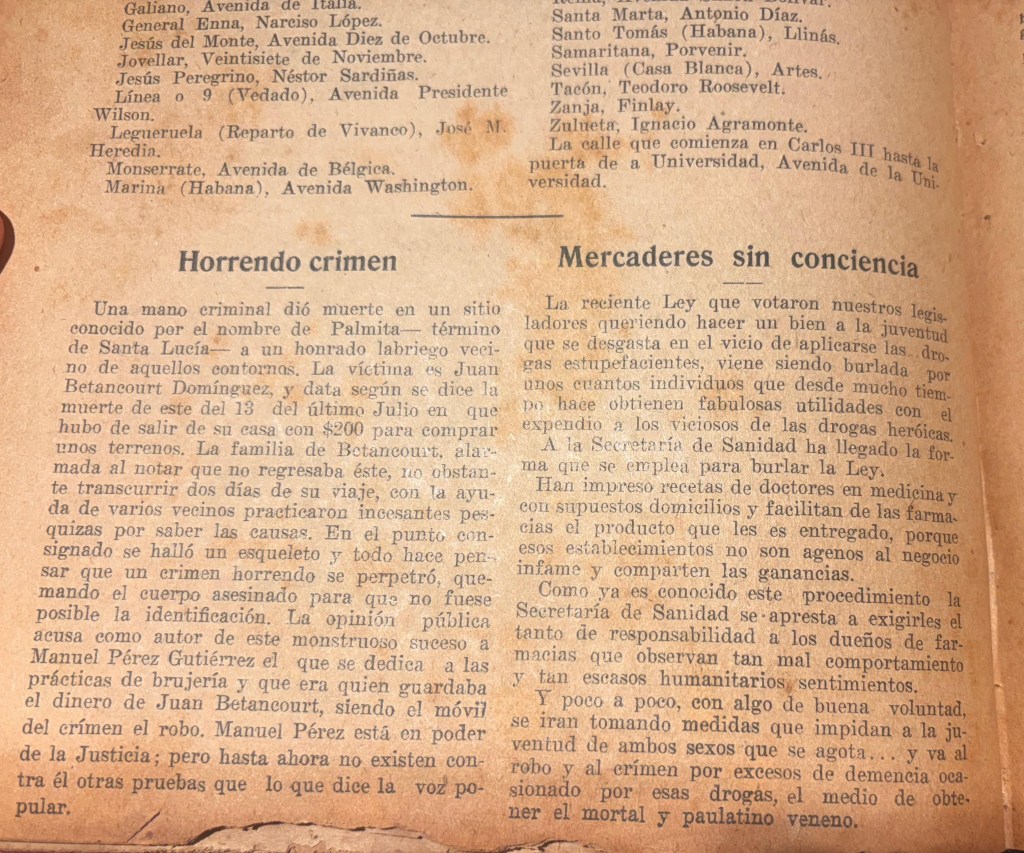 Galiano, Avenida de Italia.
General Enna, Narciso López.
Jesús del Monte, Avenida Diez de Octubre.
Jovellar, Veintisiete de Noviembre.
Jesús Peregrino, Néstor Sardiñas.
Línea o 9 (Vedado), Avenida Presidente
Wilson.
Legueruela (Reparto de Vivanco), José M.
Heredia.
Monserrate, Avenida de Bélgica.
Marina (Habana), Avenida Washington.
Santa Marta, Antonio Díaz.
Santo Tomás (Habana), Llinás.
Samaritana, Porvenir.
Sevilla (Casa Blanca), Artes.
Tacón, Teodoro Roosevelt.
Zanja, Finlay.
Zulueta, Ignacio Agramonte.
La calle que comienza en Carlos III hasta la
puerta de a Universidad, Avenida de la Uni-
versidad.
Horrendo crimen
Una mano criminal dió muerte en un sitio
conocido por el nombre de Palmita— término
de Santa Lucía— a un honrado labriego veci-
no de aquellos contornos. La víctima es Juan
Betancourt Domínguez, y data según se dice la
muerte de este del 13 del último Julio en que
hubo de salir de su casa con $200 para comprar
unos terrenos. La familia de Betancourt, alar-
mada al notar que no regresaba éste, no obstan-
te transcurrir dos días de su viaje, con la ayu-
da de varios vecinos practicaron incesantes pes-
quizas por saber las causas. En el punto con-
signado se halló un esqueleto y todo hace pen-
sar que un crimen horrendo se perpetró, que-
mando el cuerpo asesinado para que no fuese
posible la identificación. La opinión pública
acusa como autor de este monstruoso suceso a
Manuel Pérez Gutiérrez el que se dedica a las
prácticas de brujería y que era quien guardaba
el dinero de Juan Betancourt, siendo el móvil
del crímen el robo. Manuel Pérez está en poder
de la Justicia; pero hasta ahora no existen con-
tra él otras pruebas que lo que dice la voz po-
pular.
Mercaderes sin conciencia
La reciente Ley que votaron nuestros legis-
ladores queriendo hacer un bien a la juventud
que se desgasta en el vicio de aplicarse las dro-
gas estupefacientes, viene siendo burlada por
unos cuantos individuos que desde mucho tiem-
po hace obtienen fabulosas utilidades con el
expendio a los viciosos de las drogas heróicas.
A la Secretaría de Sanidad ha llegado la for-
ma que se emplea para burlar la Ley.
Han impreso recetas de doctores en medicina y
con supuestos domicilios y facilitan de las farma-
cias el producto que les es entregado, porque
esos establecimientos no son agenos al negocio
infame y comparten las ganancias.
Como ya es conocido este procedimiento la
Secretaría de Sanidad se apresta a exigirles el
tanto de responsabilidad a los dueños de far-
macias que observan tan mal comportamiento
y tan escasos humanitarios sentimientos.
Y poco a poco, con algo de buena voluntad,
se iran tomando medidas que impidan a la ju-
ventud de ambos sexos que se agota... y va al
robo y al crímen por excesos de demencia oca-
sionado por esas drogas, el medio de obte-
ner el mortal y paulatino veneno.